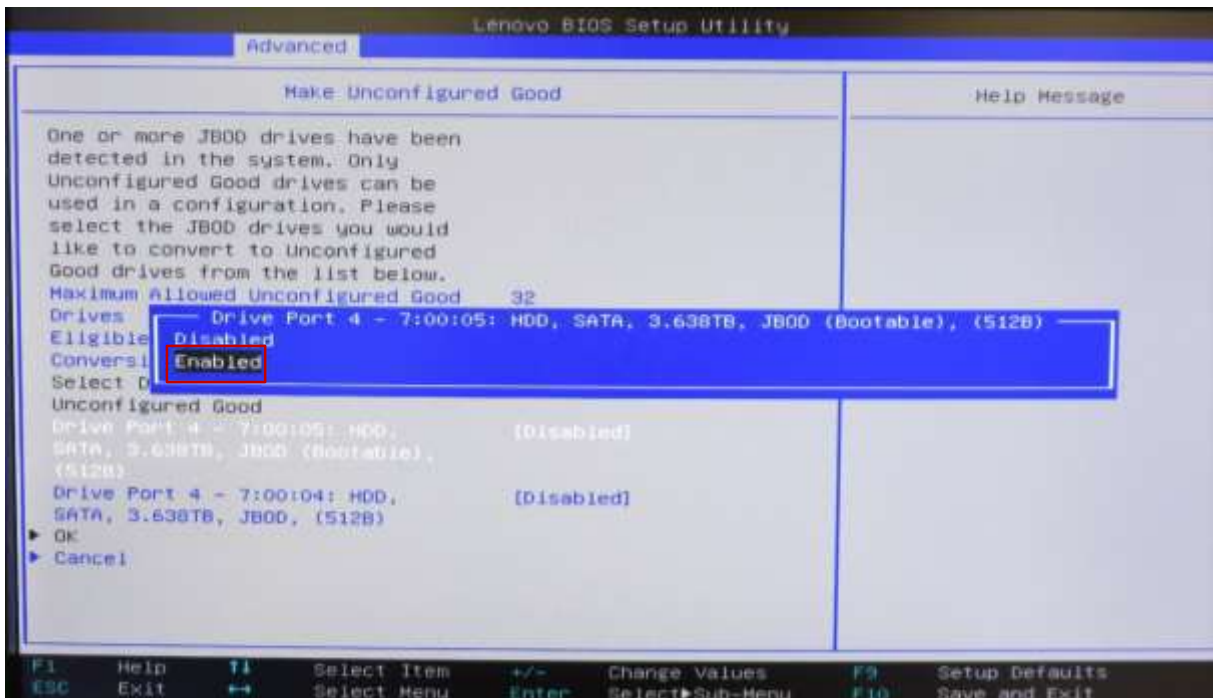 Lenovo BIOS Setup Utility
Advanced
Make Unconfigured Good
Help Message
One or more JBOD drives have been
detected in the system. Only
Unconfigured Good drives can be
used in a configuration. Please
select the JBOD drives you would
like to convert to Unconfigured
Good drives from the list below.
Maximum Allowed Unconfigured Good 32
Drives
Drive Port 4 - 7:00:05: HDD, SATA, 3.638TB, JBOD (Bootable), (512B)
Eligible
Disabled
Conversi
Enabled
Select D
Unconfigured Good
Drive Port 4 - 7:00:05: HDD, [Disabled]
SATA, 3.638TB, JBOD (Bootable),
(512B)
Drive Port 4 - 7:00:04: HDD, [Disabled]
SATA, 3.638TB, JBOD, (512B)
▶ OK
▶ Cancel
F1 Help ↑↓ Select Item +/- Change Values F9 Setup Defaults
ESC Exit ↔ Select Menu Enter Select▶Sub-Menu F10 Save and Exit